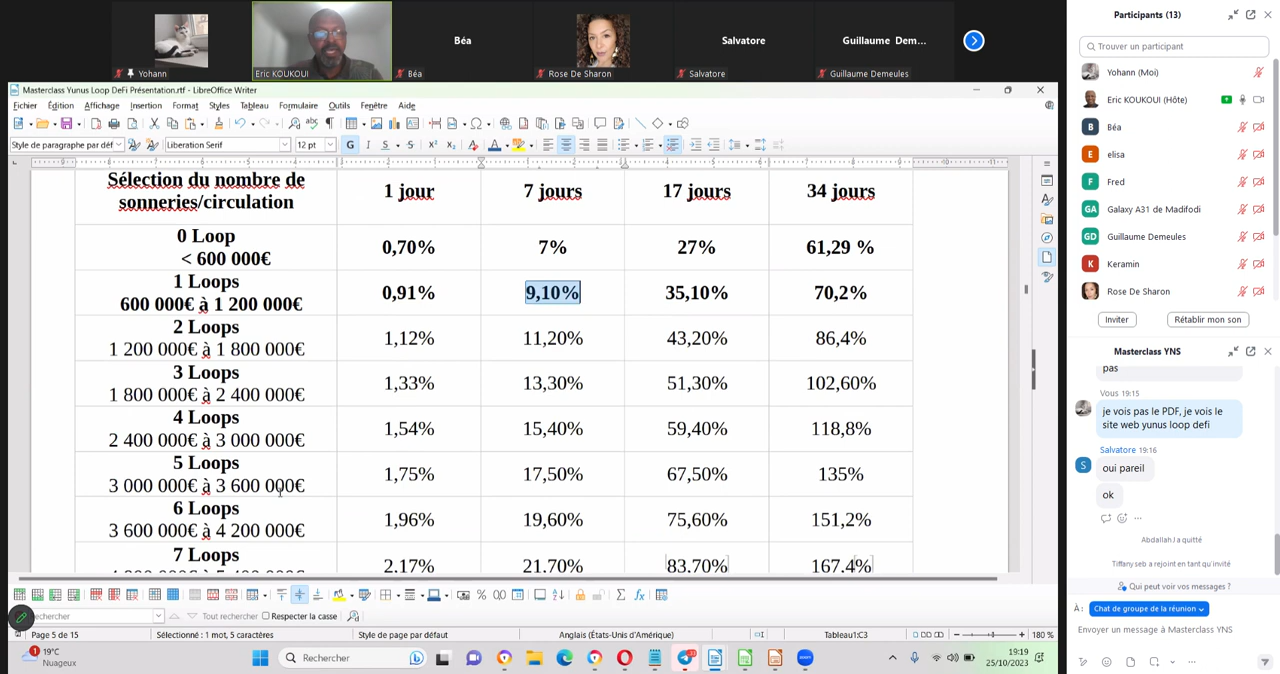 Yohann
Eric KOUKOUI
Béa
Béa
Rose De Sharon
Salvatore
Salvatore
Guillaume Dem...
Guillaume Demeules
Masterclass Yunus Loop DeFi Présentation.rtf - LibreOffice Writer
Fichier Édition Affichage Insertion Format Styles Tableau Formulaire Outils Fenêtre Aide
Style de paragraphe par déf Liberation Serif 12 pt
Sélection du nombre de sonneries/circulation 1 jour 7 jours 17 jours 34 jours
0 Loop
< 600 000€ 0,70% 7% 27% 61,29 %
1 Loops
600 000€ à 1 200 000€ 0,91% 9,10% 35,10% 70,2%
2 Loops
1 200 000€ à 1 800 000€ 1,12% 11,20% 43,20% 86,4%
3 Loops
1 800 000€ à 2 400 000€ 1,33% 13,30% 51,30% 102,60%
4 Loops
2 400 000€ à 3 000 000€ 1,54% 15,40% 59,40% 118,8%
5 Loops
3 000 000€ à 3 600 000€ 1,75% 17,50% 67,50% 135%
6 Loops
3 600 000€ à 4 200 000€ 1,96% 19,60% 75,60% 151,2%
7 Loops
2,17% 21,70% 83,70% 167,4%
echercher Tout rechercher Respecter la casse
Page 5 de 15 Sélectionné : 1 mot, 5 caractères Style de page par défaut Anglais (États-Unis d'Amérique) Tableau1:C3 180 %
19°C
Nuageux
Rechercher
19:19
25/10/2023
Participants (13)
Trouver un participant
Yohann (Moi)
Eric KOUKOUI (Hôte)
B Béa
E elisa
F Fred
GA Galaxy A31 de Madifodi
GD Guillaume Demeules
K Keramin
Rose De Sharon
Inviter Rétablir mon son
Masterclass YNS
pas
Vous 19:15
je vois pas le PDF, je vois le
site web yunus loop defi
Salvatore 19:16
S oui pareil
ok
Abdallah J a quitté
Tiffany seb a rejoint en tant qu'invité
Qui peut voir vos messages ?
À : Chat de groupe de la réunion
Envoyer un message à Masterclass YNS